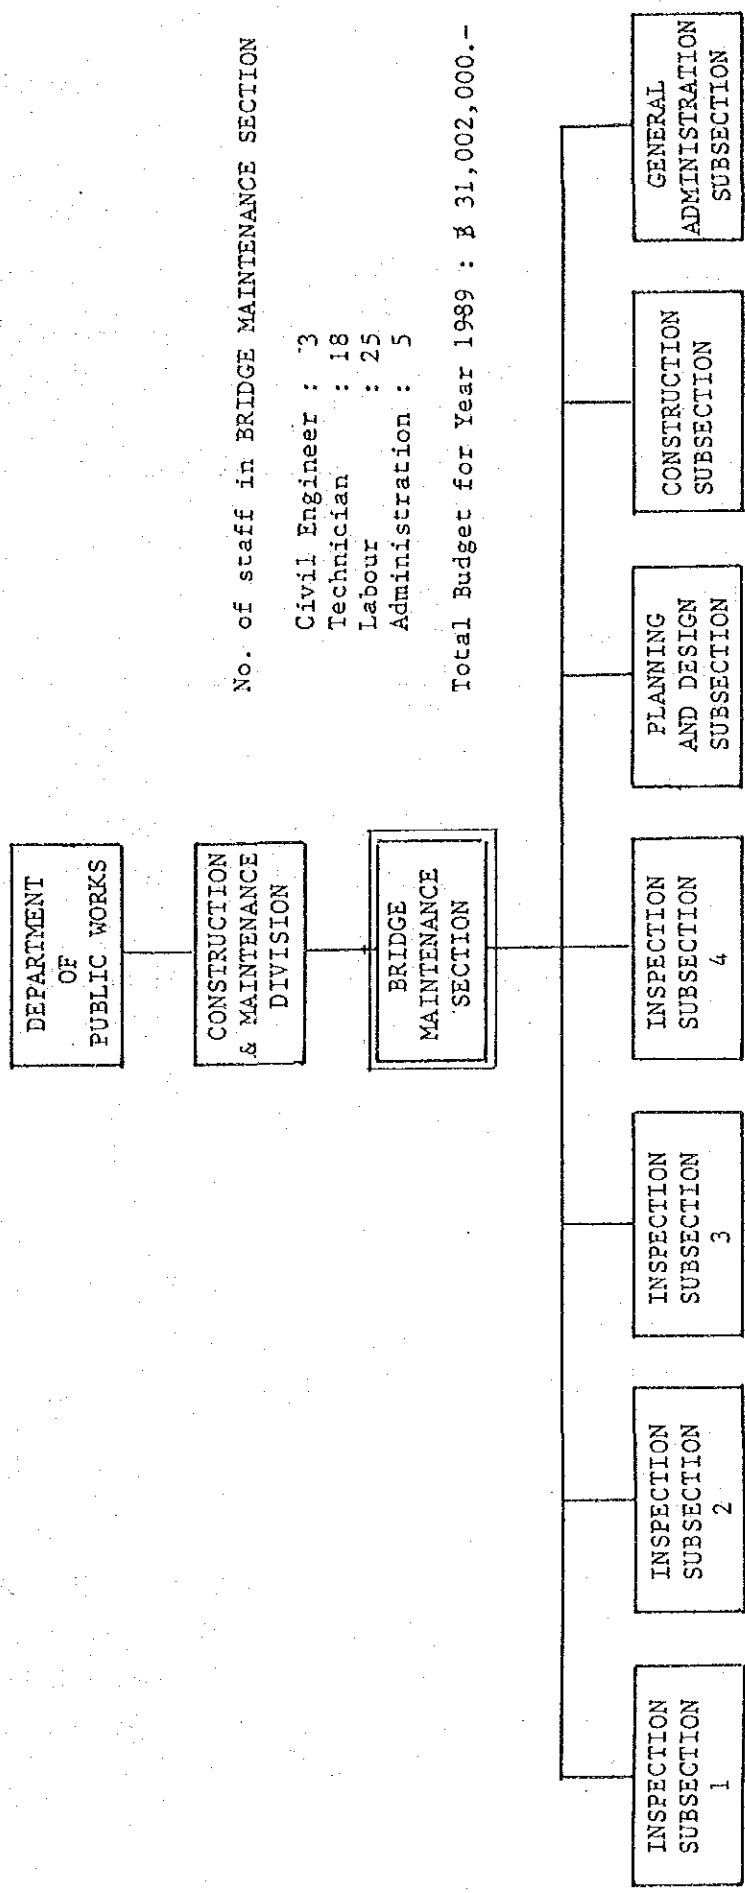 DEPARTMENT
OF
PUBLIC WORKS
CONSTRUCTION
& MAINTENANCE
DIVISION
BRIDGE
MAINTENANCE
SECTION
No. of staff in BRIDGE MAINTENANCE SECTION
Civil Engineer : 3
Technician : 18
Labour : 25
Administration : 5
Total Budget for Year 1989 : ฿ 31,002,000.-
INSPECTION
SUBSECTION
1
INSPECTION
SUBSECTION
2
INSPECTION
SUBSECTION
3
INSPECTION
SUBSECTION
4
PLANNING
AND DESIGN
SUBSECTION
CONSTRUCTION
SUBSECTION
GENERAL
ADMINISTRATION
SUBSECTION